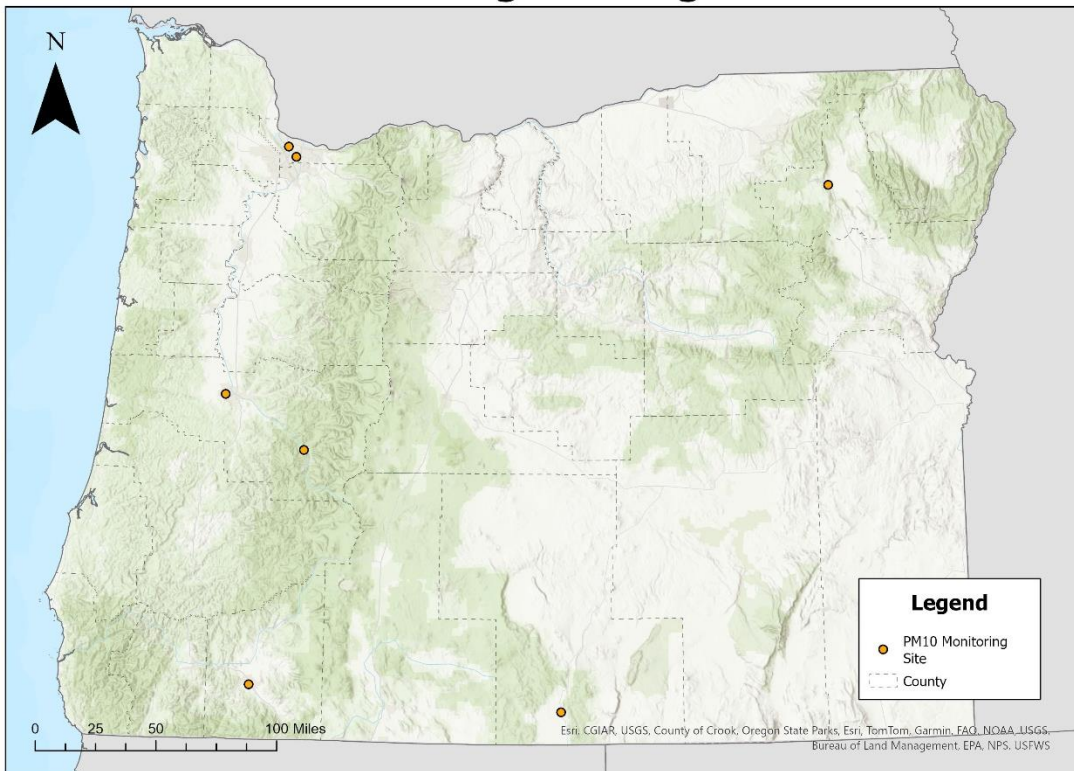 N
Legend
PM10 Monitoring
Site
County
0 25 50 100 Miles
Esri, CGIAR, USGS, County of Crook, Oregon State Parks, Esri, TomTom, Garmin, FAO, NOAA, USGS,
Bureau of Land Management, EPA, NPS, USFWS